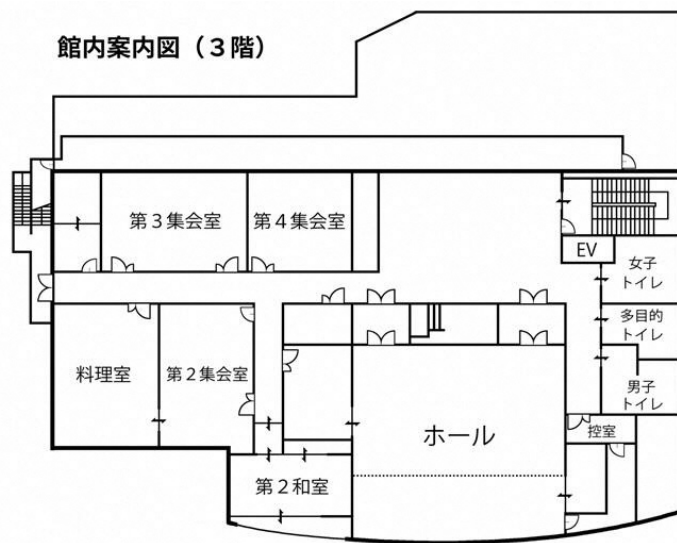 館内案内図（３階）
第３集会室
第４集会室
EV
女子
トイレ
多目的
トイレ
料理室
第２集会室
男子
トイレ
ホール
控室
第２和室